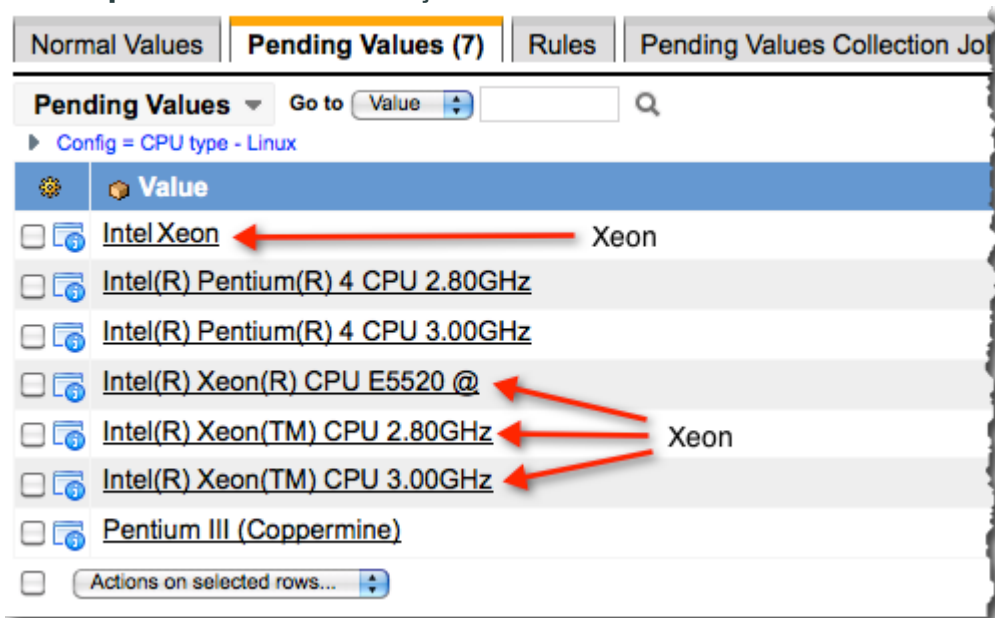 Normal Values Pending Values (7) Rules Pending Values Collection
Pending Values Go to Value
Config = CPU type - Linux
Value
Intel Xeon Xeon
Intel(R) Pentium(R) 4 CPU 2.80GHz
Intel(R) Pentium(R) 4 CPU 3.00GHz
Intel(R) Xeon(R) CPU E5520 @
Intel(R) Xeon(TM) CPU 2.80GHz Xeon
Intel(R) Xeon(TM) CPU 3.00GHz
Pentium III (Coppermine)
Actions on selected rows...